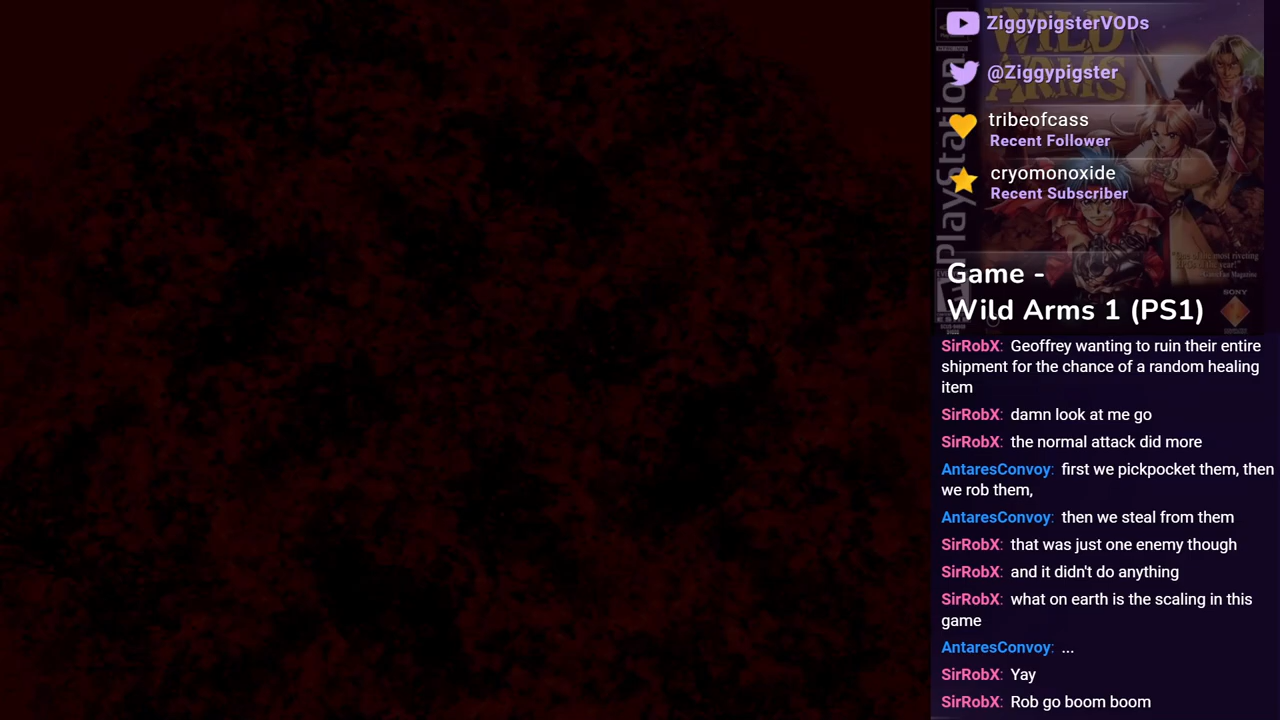 ZiggypigsterVODs
@Ziggypigster
tribeofcass
Recent Follower
cryomonoxide
Recent Subscriber
WILD
ARMS
PlayStation
Game -
Wild Arms 1 (PS1)
SONY
SirRobX: Geoffrey wanting to ruin their entire
shipment for the chance of a random healing
item
SirRobX: damn look at me go
SirRobX: the normal attack did more
AntaresConvoy: first we pickpocket them, then
we rob them,
AntaresConvoy: then we steal from them
SirRobX: that was just one enemy though
SirRobX: and it didn't do anything
SirRobX: what on earth is the scaling in this
game
AntaresConvoy: ...
SirRobX: Yay
SirRobX: Rob go boom boom